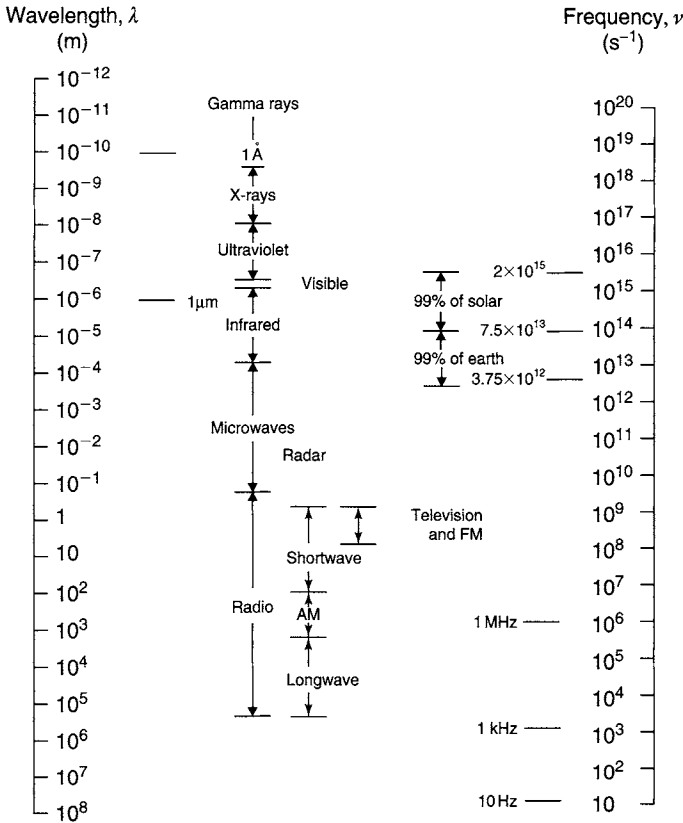 Wavelength, λ
(m)
Frequency, ν
(s⁻¹)
10⁻¹²
10⁻¹¹
10⁻¹⁰
10⁻⁹
10⁻⁸
10⁻⁷
10⁻⁶
10⁻⁵
10⁻⁴
10⁻³
10⁻²
10⁻¹
1
10
10²
10³
10⁴
10⁵
10⁶
10⁷
10⁸
1 μm
Gamma rays
1 Å
X-rays
Ultraviolet
Visible
Infrared
Microwaves
Radar
Radio
Shortwave
AM
Longwave
Television
and FM
99% of solar
99% of earth
2×10¹⁵
7.5×10¹³
3.75×10¹²
1 MHz
1 kHz
10 Hz
10²⁰
10¹⁹
10¹⁸
10¹⁷
10¹⁶
10¹⁵
10¹⁴
10¹³
10¹²
10¹¹
10¹⁰
10⁹
10⁸
10⁷
10⁶
10⁵
10⁴
10³
10²
10